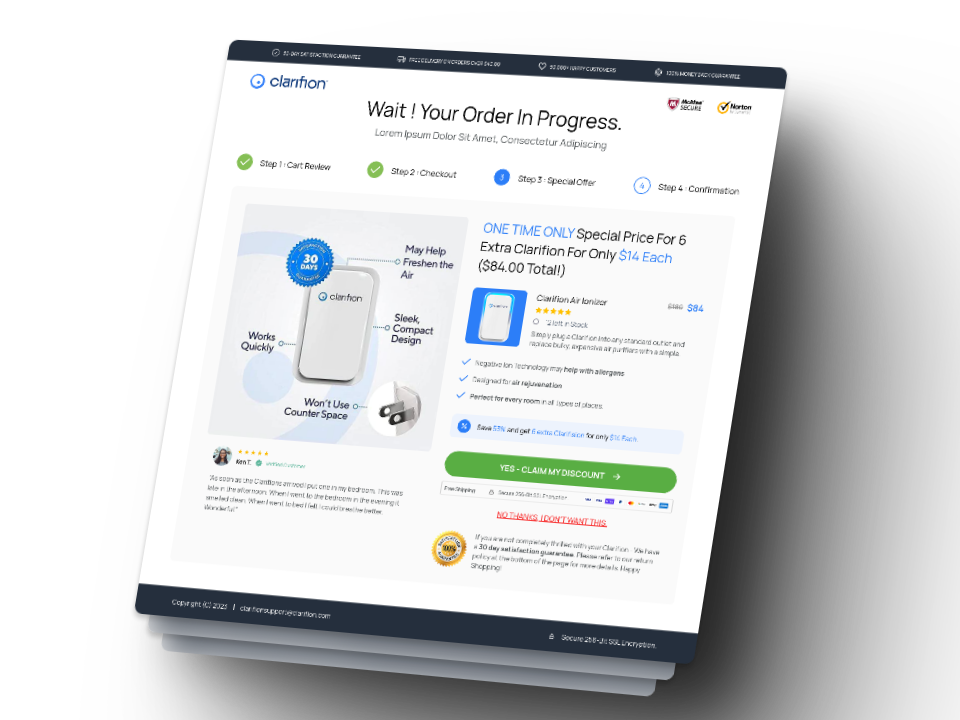 30-DAY SATISFACTION GUARANTEE
FREE DELIVERY ON ORDERS OVER $40.00
50.000+ HAPPY CUSTOMERS
100% MONEY BACK GUARANTEE
clarifion
McAfee SECURE
Norton
Wait ! Your Order In Progress.
Lorem Ipsum Dolor Sit Amet, Consectetur Adipiscing
Step 1 : Cart Review
Step 2 : Checkout
3 Step 3 : Special Offer
4 Step 4 : Confirmation
SATISFACTION
30
DAYS
GUARANTEE
clarifion
May Help
Freshen the
Air
Sleek,
Compact
Design
Works
Quickly
Won't Use
Counter Space
Ken T.
Verified Customer
"As soon as the Clarifions arrived I put one in my bedroom. This was
late in the afternoon. When I went to the bedroom in the evening it
smelled clean. When I went to bed I felt I could breathe better.
Wonderful."
ONE TIME ONLY Special Price For 6
Extra Clarifion For Only $14 Each
($84.00 Total!)
Clarifion Air Ionizer
$180 $84
12 left in Stock
Simply plug a Clarifion into any standard outlet and
replace bulky, expensive air purifiers with a simple.
Negative Ion Technology may help with allergens
Designed for air rejuvenation
Perfect for every room in all types of places.
% Save 53% and get 6 extra Clarifision for only $14 Each.
YES - CLAIM MY DISCOUNT
Free Shipping
Secure 256-Bit SSL Encryption
NO THANKS, I DON'T WANT THIS.
SATISFACTION
100%
GUARANTEE
If you are not completely thrilled with your Clarifion - We have
a 30 day satisfaction guarantee. Please refer to our return
policy at the bottom of the page for more details. Happy
Shopping!
Copyright (C) 2023 | clarifionsupport@clarifion.com
Secure 256-Bit SSL Encryption.